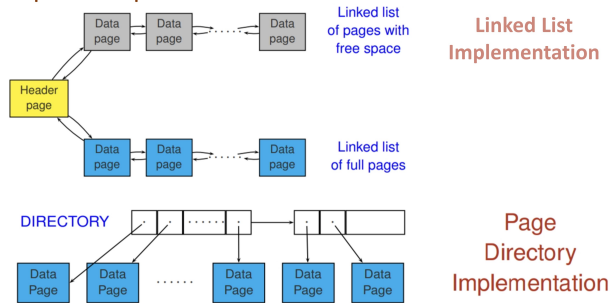 Data
page
Data
page
. . . . . .
Data
page
Linked list
of pages with
free space
Linked List
Implementation
Header
page
Data
page
Data
page
. . . . . .
Data
page
Linked list
of full pages
DIRECTORY
Data
Page
Data
Page
. . . . . .
Data
Page
Data
Page
Data
Page
Page
Directory
Implementation